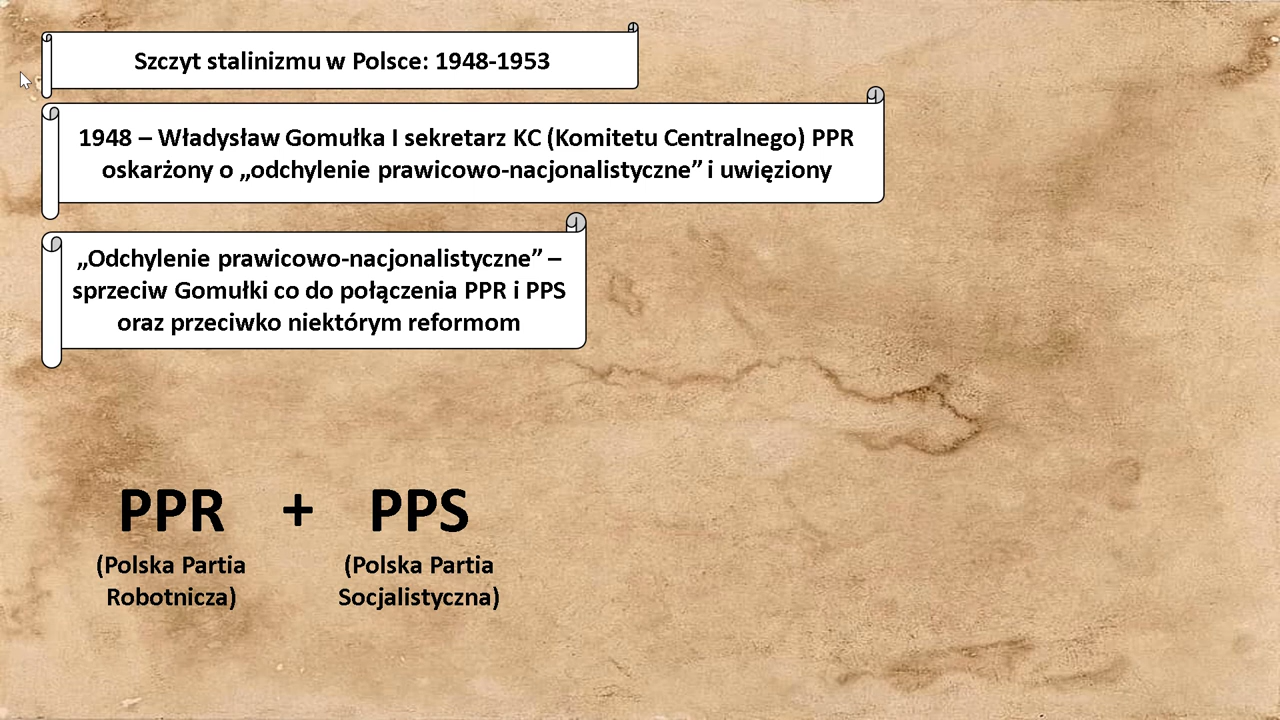 Szczyt stalinizmu w Polsce: 1948-1953
1948 – Władysław Gomułka I sekretarz KC (Komitetu Centralnego) PPR
oskarżony o „odchylenie prawicowo-nacjonalistyczne” i uwięziony
„Odchylenie prawicowo-nacjonalistyczne” –
sprzeciw Gomułki co do połączenia PPR i PPS
oraz przeciwko niektórym reformom
PPR + PPS
(Polska Partia Robotnicza)
(Polska Partia Socjalistyczna)